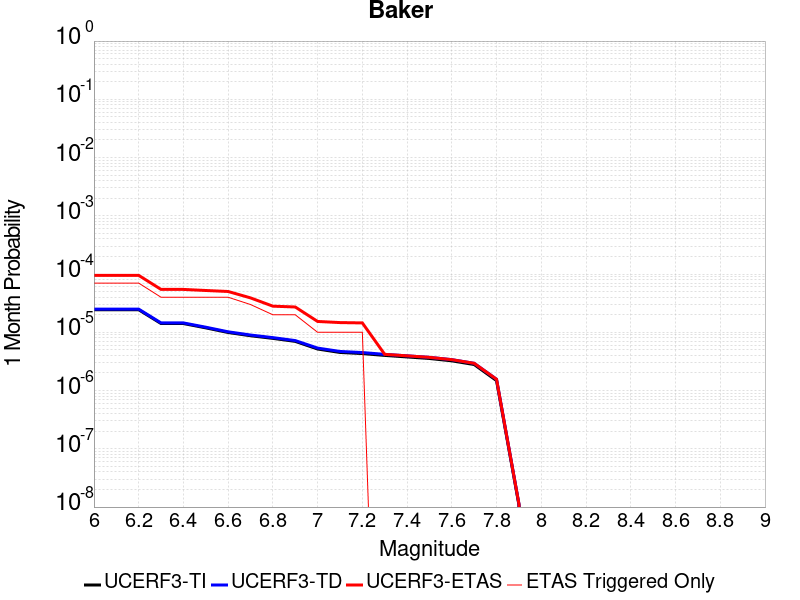 Baker
10^0
10^-1
10^-2
10^-3
10^-4
10^-5
10^-6
10^-7
10^-8
1 Month Probability
6 6.2 6.4 6.6 6.8 7 7.2 7.4 7.6 7.8 8 8.2 8.4 8.6 8.8 9
Magnitude
UCERF3-TI UCERF3-TD UCERF3-ETAS ETAS Triggered Only